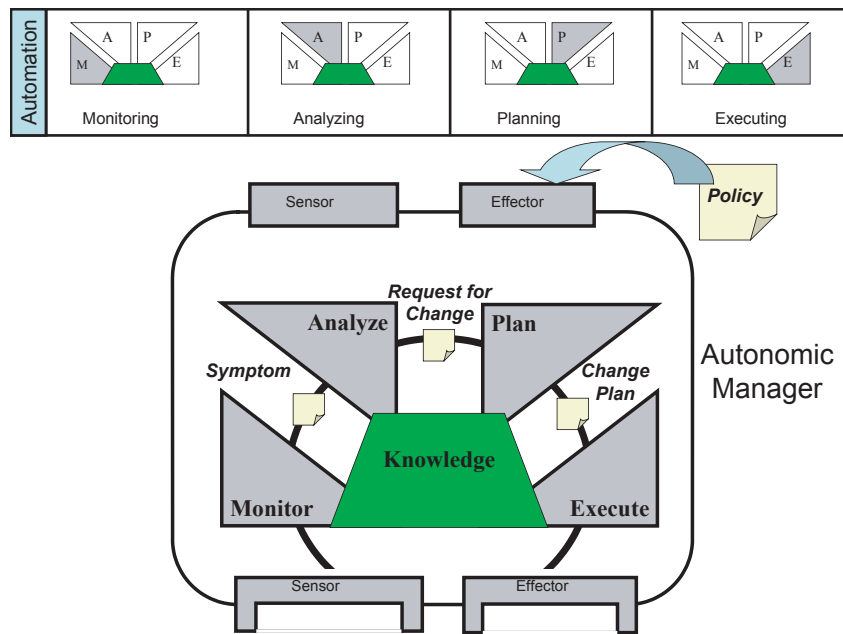 Automation
A P
M E
Monitoring
A P
M E
Analyzing
A P
M E
Planning
A P
M E
Executing
Sensor
Effector
Policy
Request for
Change
Analyze
Plan
Symptom
Change
Plan
Autonomic
Manager
Knowledge
Monitor
Execute
Sensor
Effector